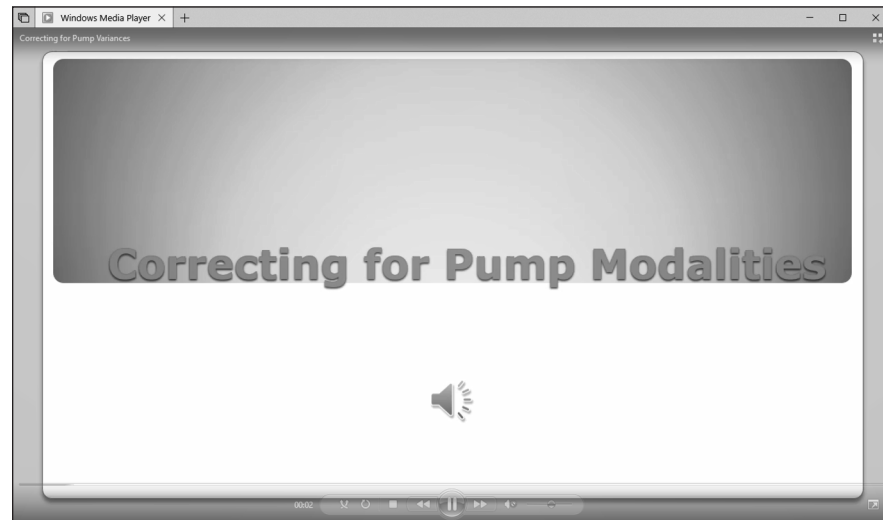 Windows Media Player
Correcting for Pump Variances
Correcting for Pump Modalities
00:02